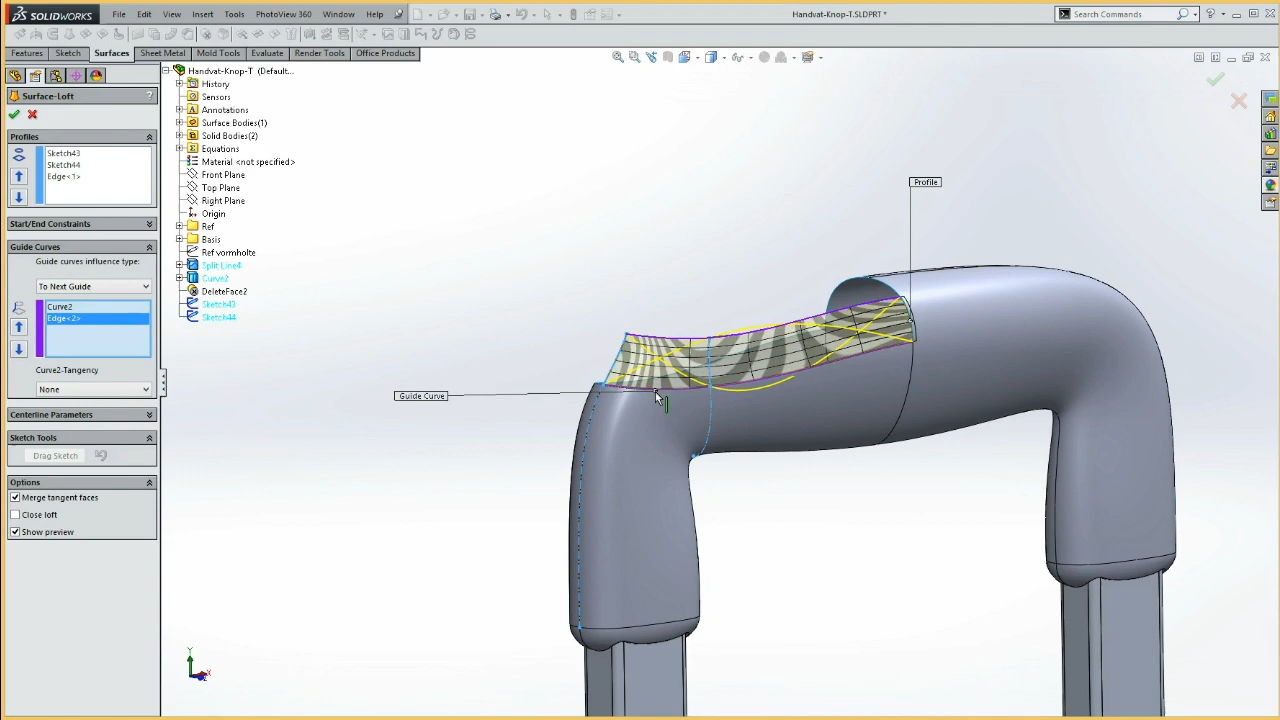 SOLIDWORKS File Edit View Insert Tools PhotoView 360 Window Help Handvat-Knop-T.SLDPRT * Search Commands
Features Sketch Surfaces Sheet Metal Mold Tools Evaluate Render Tools Office Products
Surface-Loft ?
Profiles
Sketch43
Sketch44
Edge<1>
Start/End Constraints
Guide Curves
Guide curves influence type:
To Next Guide
Curve2
Edge<2>
Curve2-Tangency
None
Centerline Parameters
Sketch Tools
Drag Sketch
Options
Merge tangent faces
Close loft
Show preview
Handvat-Knop-T (Default...
History
Sensors
Annotations
Surface Bodies(1)
Solid Bodies(2)
Equations
Material <not specified>
Front Plane
Top Plane
Right Plane
Origin
Ref
Basis
Ref vormholte
Split Line4
Curve2
DeleteFace2
Sketch43
Sketch44
Profile
Guide Curve
Y